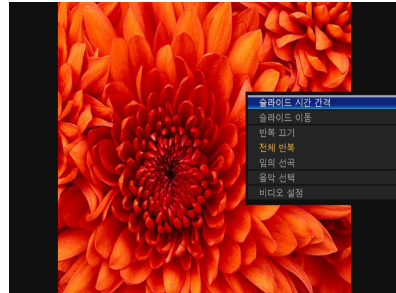 슬라이드 시간 간격
슬라이드 이동
반복 끄기
전체 반복
임의 선곡
음악 선택
비디오 설정